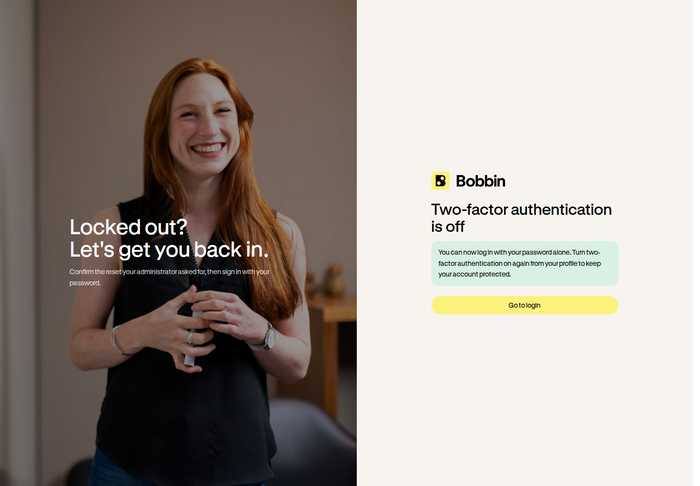 Locked out?
Let's get you back in.
Confirm the reset your administrator asked for, then sign in with your
password.
Bobbin
Two-factor authentication
is off
You can now log in with your password alone. Turn two-
factor authentication on again from your profile to keep
your account protected.
Go to login